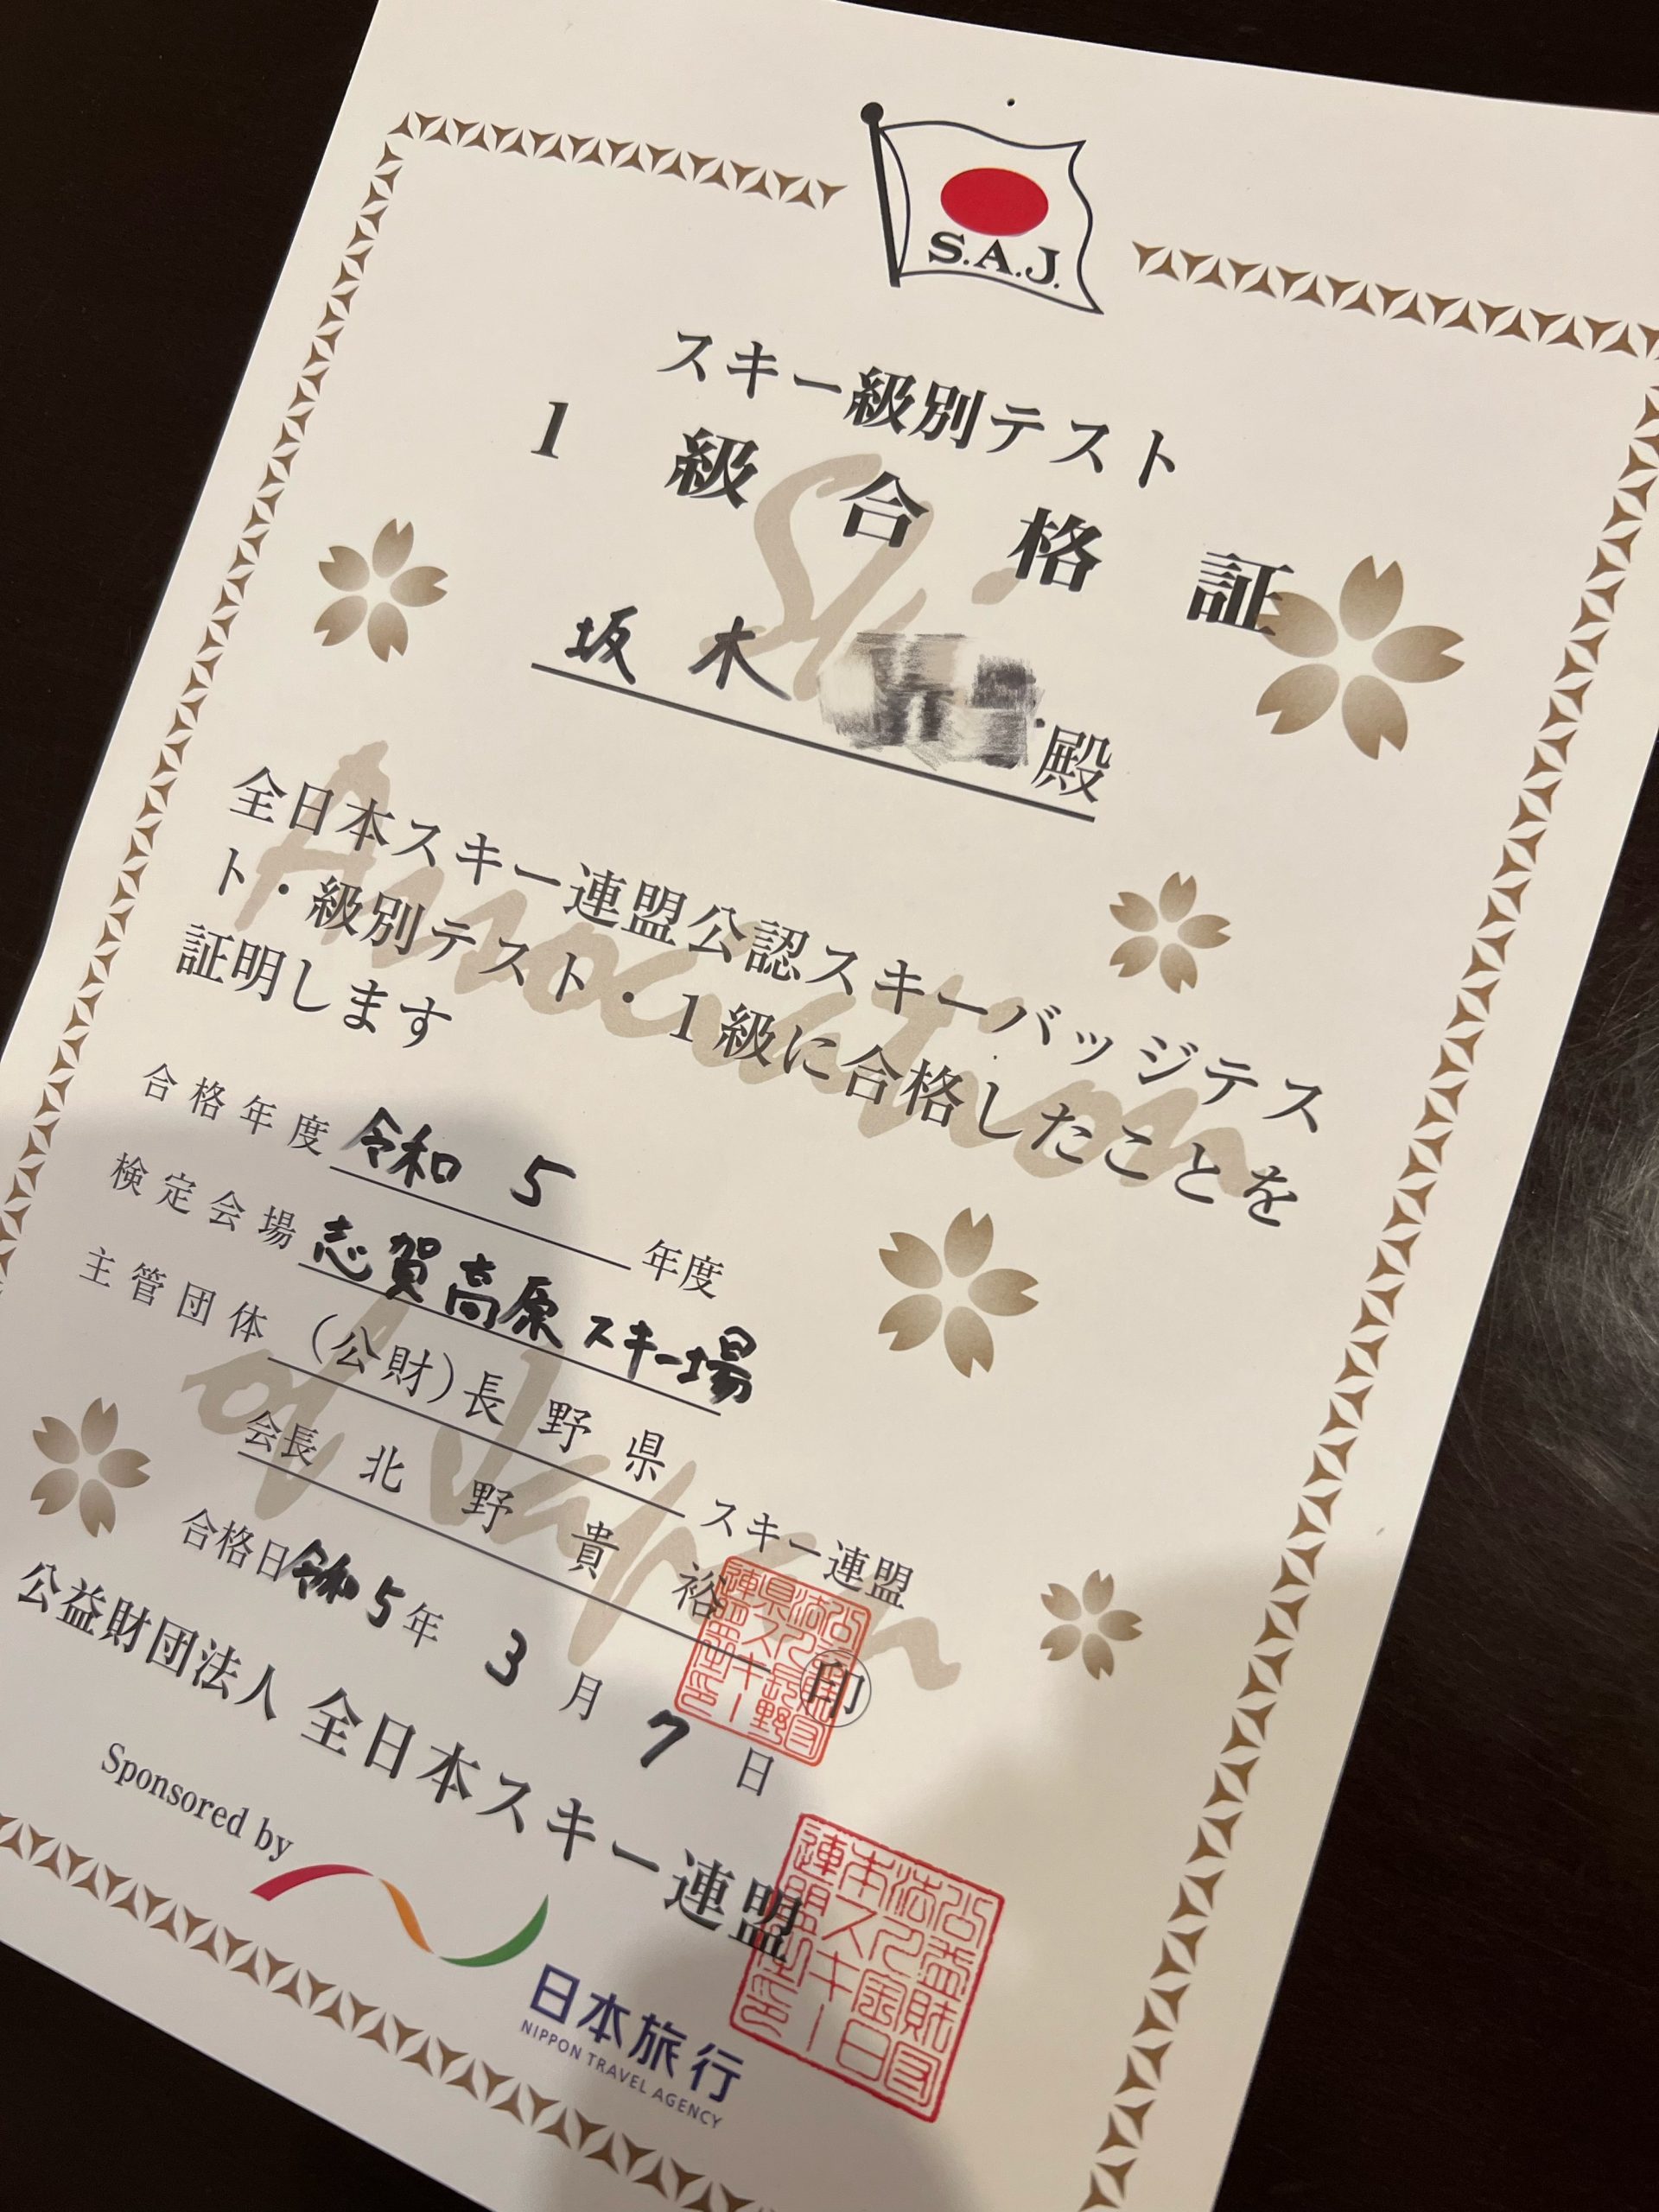 S.A.J.
スキー級別テスト
1級合格証
坂木 殿
全日本スキー連盟公認スキーバッジテス
ト・級別テスト・1級に合格したことを
証明します
合格年度 令和5年度
検定会場 志賀高原スキー場
主管団体 (公財)長野県スキー連盟
会長 北野貴裕 印
合格日 令和5年3月7日
公益財団法人 全日本スキー連盟
Sponsored by
日本旅行
NIPPON TRAVEL AGENCY
Ski
Association
of Japan